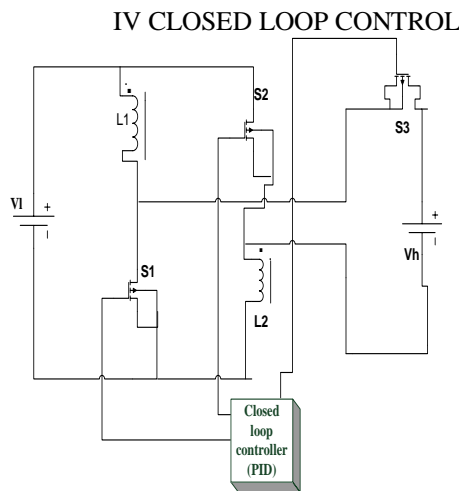 IV CLOSED LOOP CONTROL
S2
L1
S3
Vl
+
+
Vh
S1
L2
Closed
loop
controller
(PID)